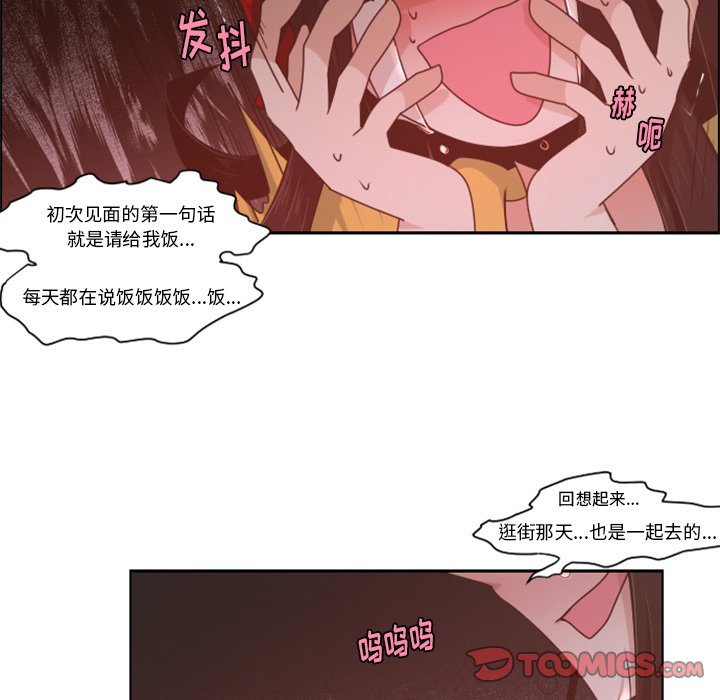 发抖
赫
呃
初次见面的第一句话
就是请给我饭...
每天都在说饭饭饭饭...饭...
回想起来...
逛街那天...也是一起去的...
呜呜呜
TOOMICS.COM